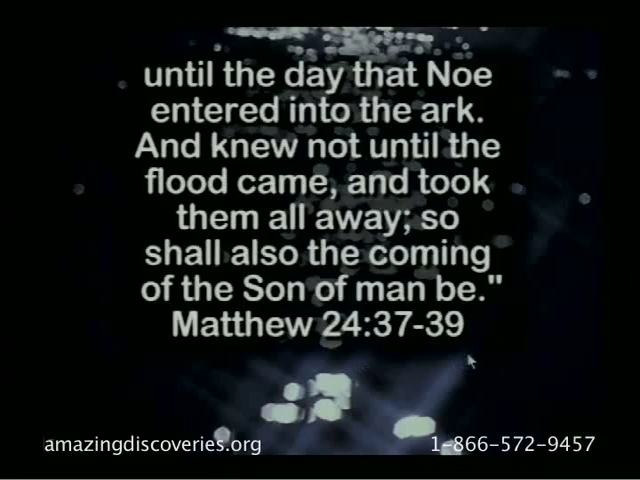 until the day that Noe
entered into the ark.
And knew not until the
flood came, and took
them all away; so
shall also the coming
of the Son of man be."
Matthew 24:37-39
amazingdiscoveries.org
1-866-572-9457